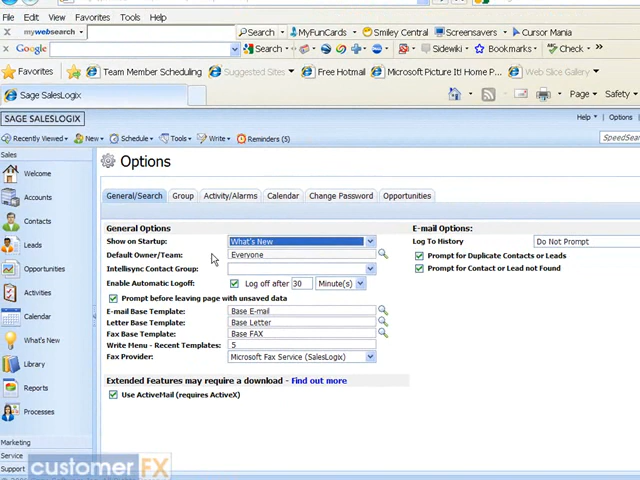 File Edit View Favorites Tools Help
mywebsearch Search MyFunCards Smiley Central Screensavers Cursor Mania
Google Search Sidewiki Bookmarks Check
Favorites Team Member Scheduling Suggested Sites Free Hotmail Microsoft Picture It! Home P... Web Slice Gallery
Sage SalesLogix
Page Safety
SAGE SALESLOGIX
Help Options
Recently Viewed New Schedule Tools Write Reminders (5)
SpeedSear
Sales
Options
Welcome
Accounts
Contacts
Leads
Opportunities
Activities
Calendar
What's New
Library
Reports
Processes
Marketing
Service
Support
General/Search Group Activity/Alarms Calendar Change Password Opportunities
General Options
Show on Startup: What's New
Default Owner/Team: Everyone
Intellisync Contact Group:
Enable Automatic Logoff: Log off after 30 Minute(s)
Prompt before leaving page with unsaved data
E-mail Base Template: Base E-mail
Letter Base Template: Base Letter
Fax Base Template: Base FAX
Write Menu - Recent Templates: 5
Fax Provider: Microsoft Fax Service (SalesLogix)
Extended Features may require a download - Find out more
Use ActiveMail (requires ActiveX)
E-mail Options:
Log To History Do Not Prompt
Prompt for Duplicate Contacts or Leads
Prompt for Contact or Lead not Found
customer FX